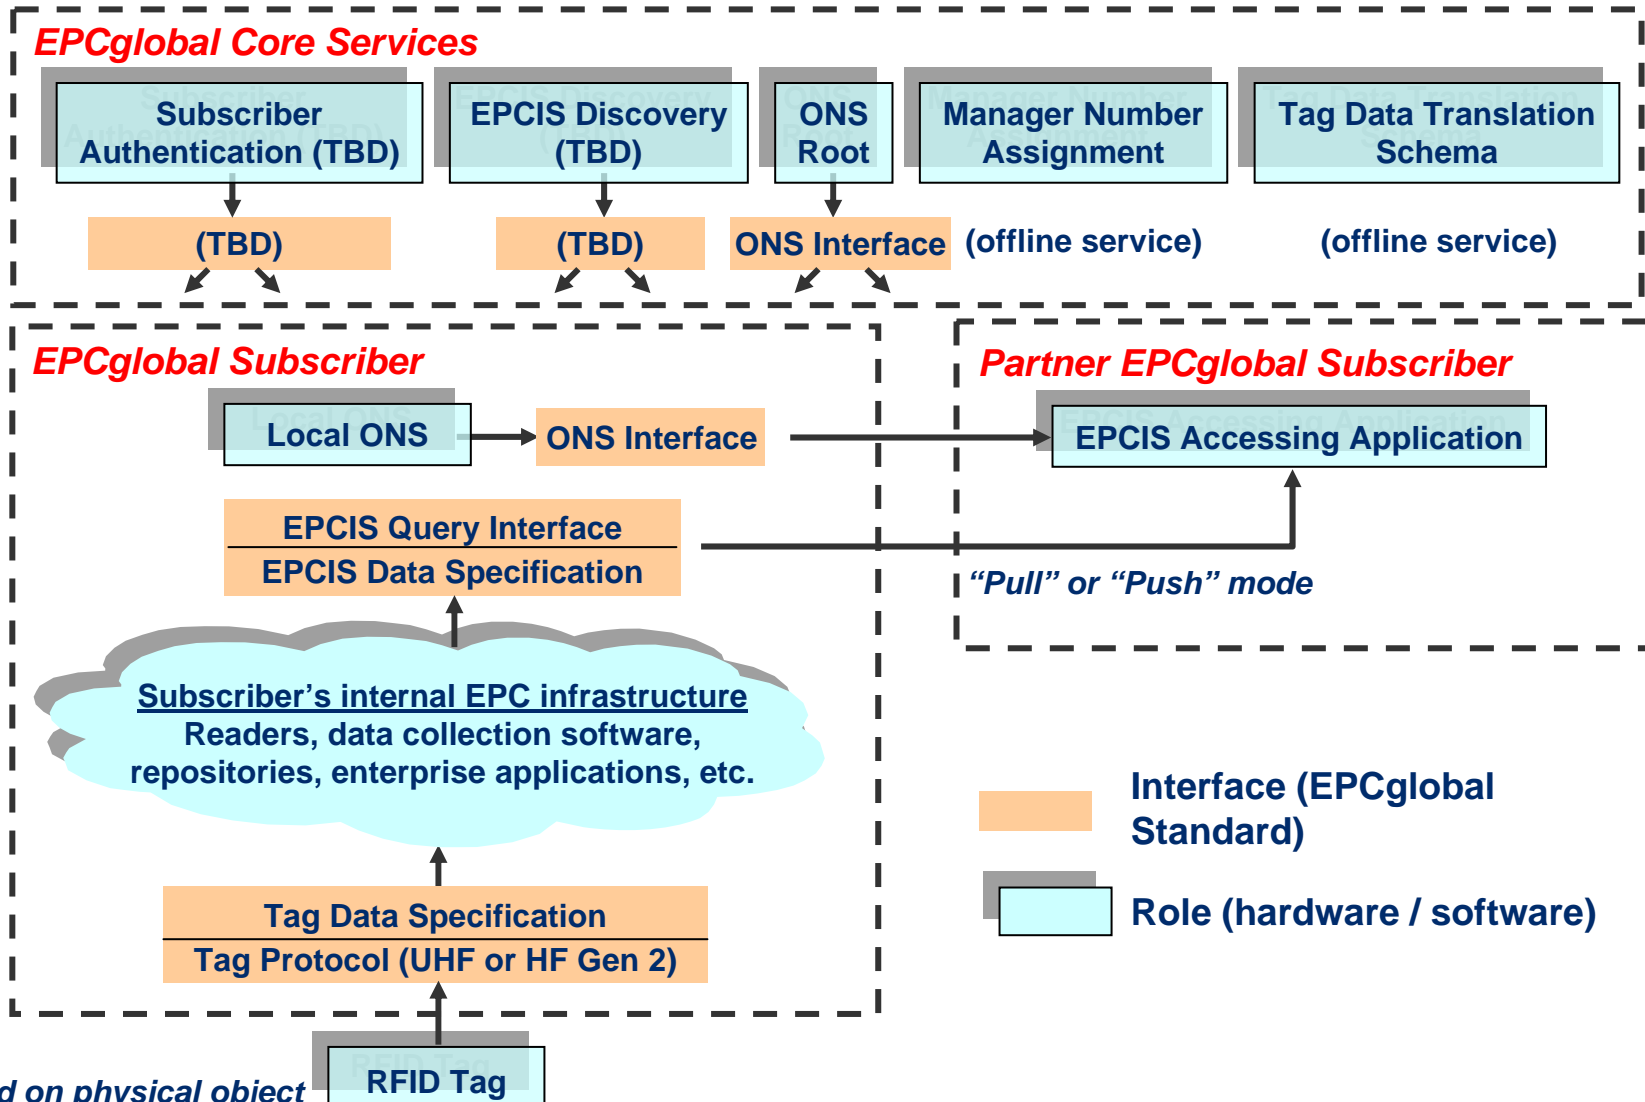 EPCglobal Core Services
Subscriber
Authentication (TBD)
EPCIS Discovery
(TBD)
ONS
Root
Manager Number
Assignment
Tag Data Translation
Schema
(TBD)
(TBD)
ONS Interface
(offline service)
(offline service)
EPCglobal Subscriber
Partner EPCglobal Subscriber
Local ONS
ONS Interface
EPCIS Accessing Application
EPCIS Query Interface
EPCIS Data Specification
“Pull” or “Push” mode
Subscriber’s internal EPC infrastructure
Readers, data collection software,
repositories, enterprise applications, etc.
Interface (EPCglobal
Standard)
Role (hardware / software)
Tag Data Specification
Tag Protocol (UHF or HF Gen 2)
RFID Tag
on physical object